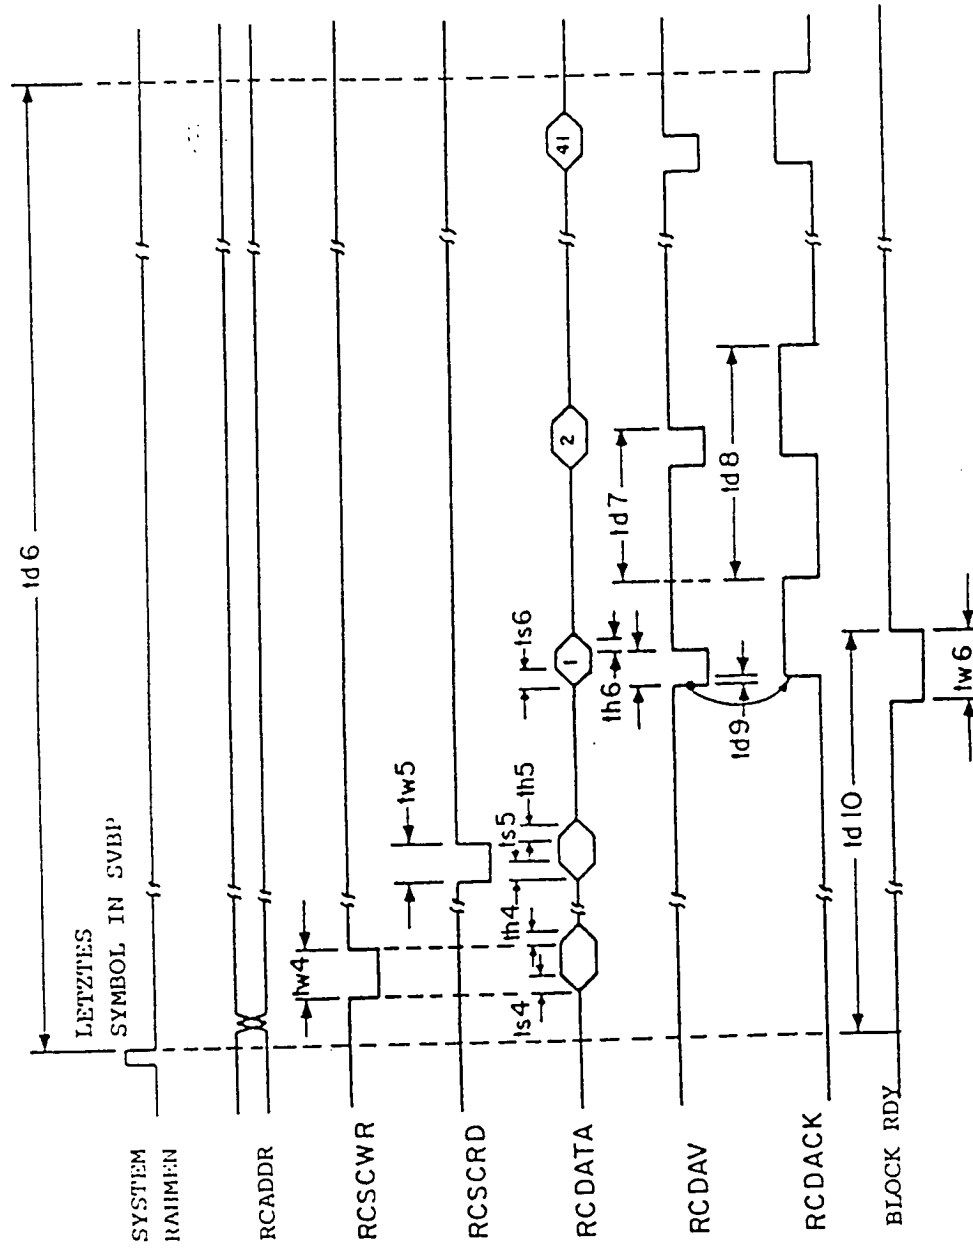 td6
LETZTES
SYMBOL IN SVBP
SYSTEM
RAHMEN
RCADDR
tw4
RCSCWR
tw5
RCSCRD
ts4
th4
ts5
th5
ts6
1
2
41
RCDATA
th6
td7
RCDAV
td9
td8
RCDACK
td10
BLOCK RDY
tw6